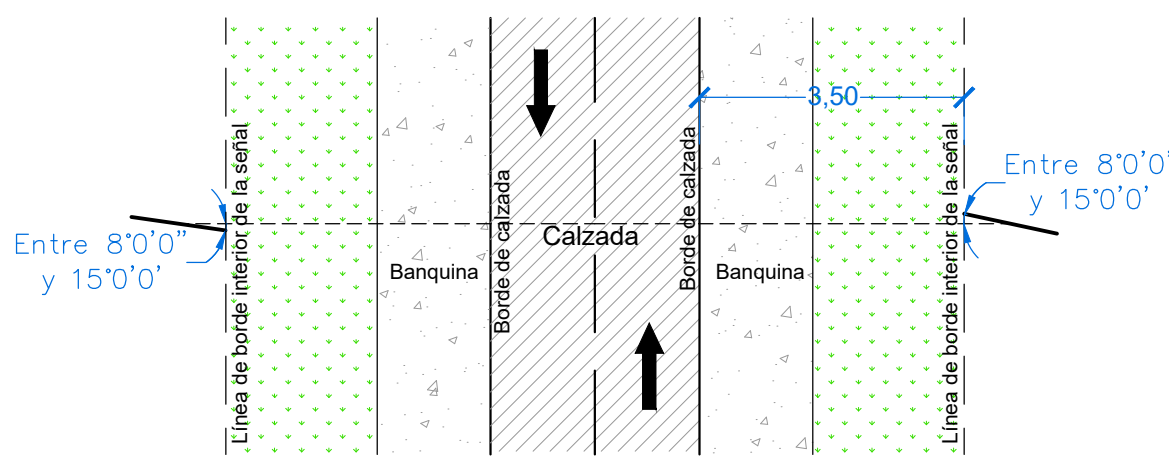 3,50
Línea de borde interior de la señal
Entre 8°0'0"
y 15°0'0'
Banquina
Borde de calzada
Calzada
Borde de calzada
Banquina
Línea de borde interior de la señal
Entre 8°0'0'
y 15°0'0'